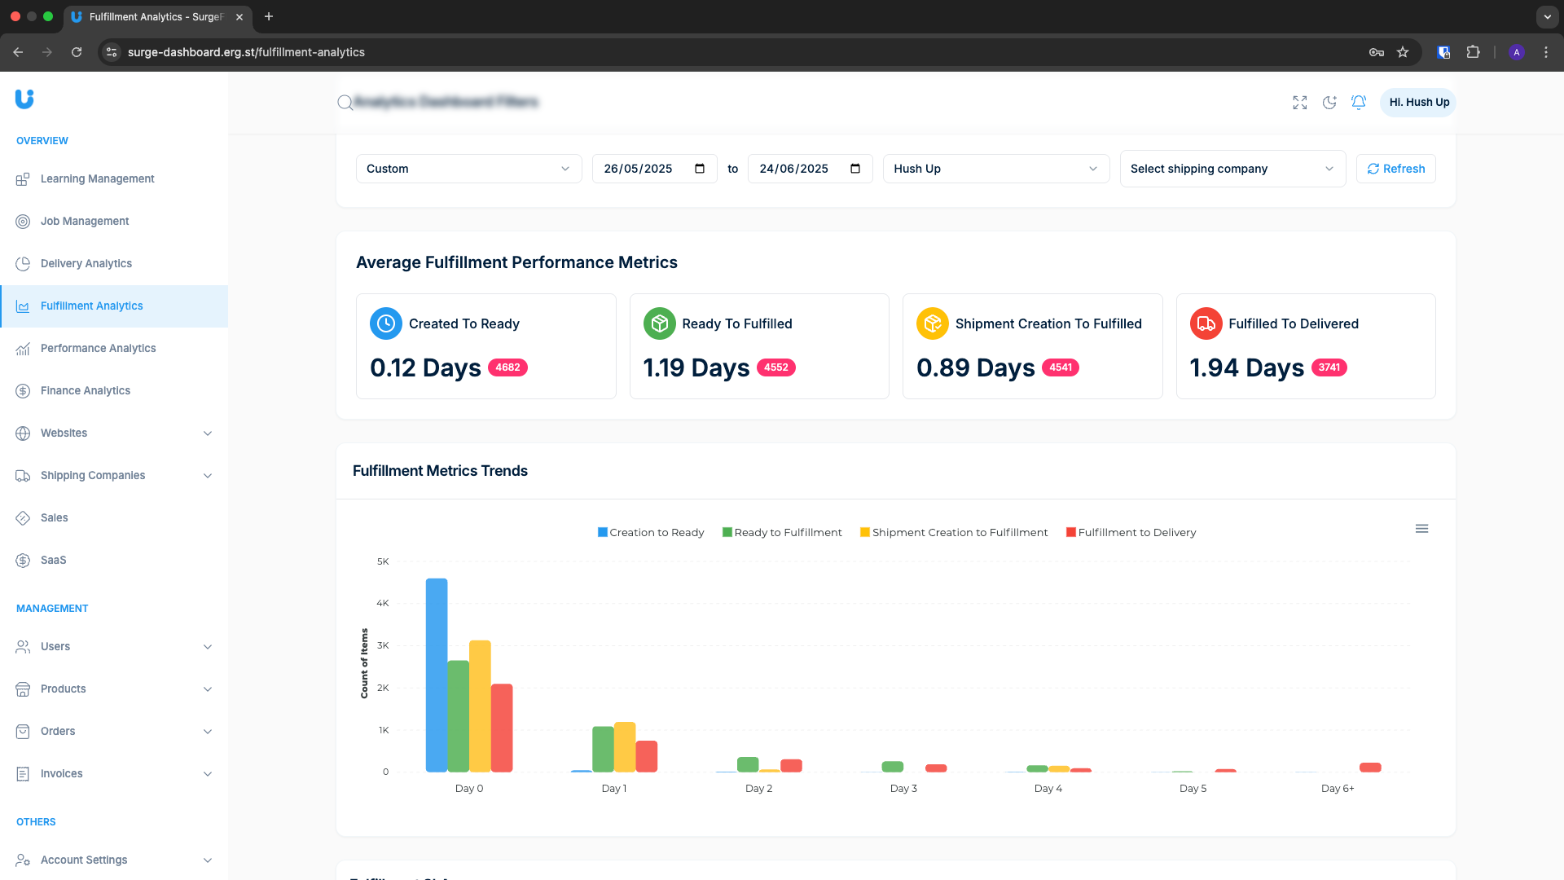 Fulfillment Analytics - SurgeF
surge-dashboard.erg.st/fulfillment-analytics
A
Analytics Dashboard Filters
Hi. Hush Up
OVERVIEW
Learning Management
Job Management
Delivery Analytics
Fulfillment Analytics
Performance Analytics
Finance Analytics
Websites
Shipping Companies
Sales
SaaS
MANAGEMENT
Users
Products
Orders
Invoices
OTHERS
Account Settings
Custom
26/05/2025
to
24/06/2025
Hush Up
Select shipping company
Refresh
Average Fulfillment Performance Metrics
Created To Ready
0.12 Days 4682
Ready To Fulfilled
1.19 Days 4552
Shipment Creation To Fulfilled
0.89 Days 4541
Fulfilled To Delivered
1.94 Days 3741
Fulfillment Metrics Trends
Creation to Ready Ready to Fulfillment Shipment Creation to Fulfillment Fulfillment to Delivery
Count of Items
5K
4K
3K
2K
1K
0
Day 0 Day 1 Day 2 Day 3 Day 4 Day 5 Day 6+